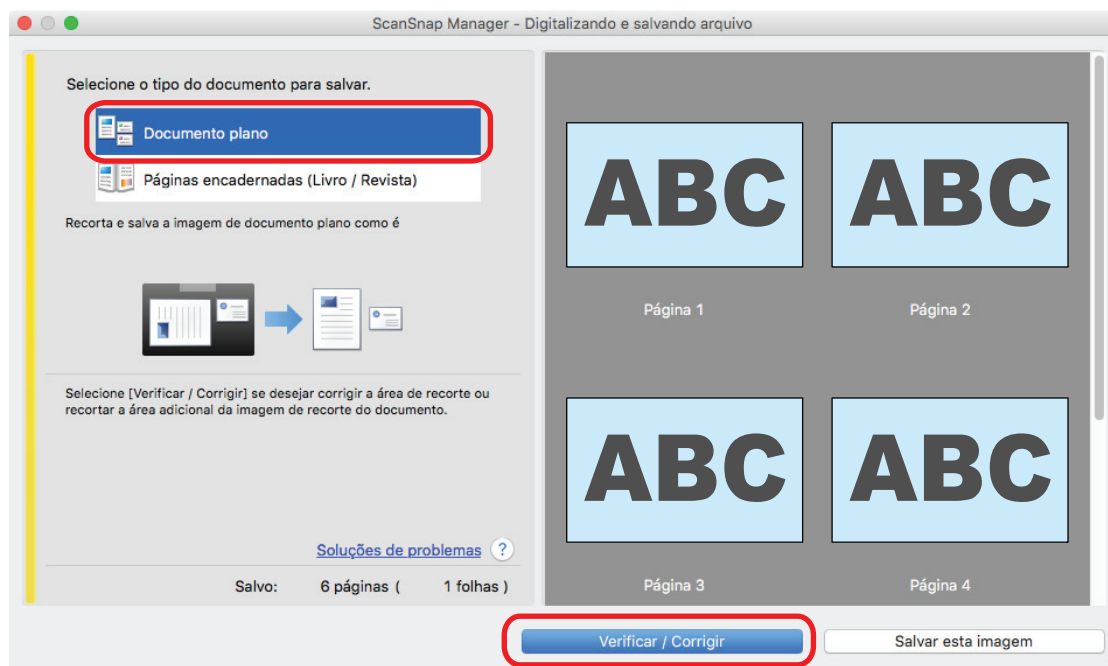 ScanSnap Manager - Digitalizando e salvando arquivo
Selecione o tipo do documento para salvar.
Documento plano
Páginas encadernadas (Livro / Revista)
Recorta e salva a imagem de documento plano como é
Selecione [Verificar / Corrigir] se desejar corrigir a área de recorte ou
recortar a área adicional da imagem de recorte do documento.
Soluções de problemas ?
Salvo: 6 páginas ( 1 folhas )
ABC ABC
Página 1 Página 2
ABC ABC
Página 3 Página 4
Verificar / Corrigir Salvar esta imagem